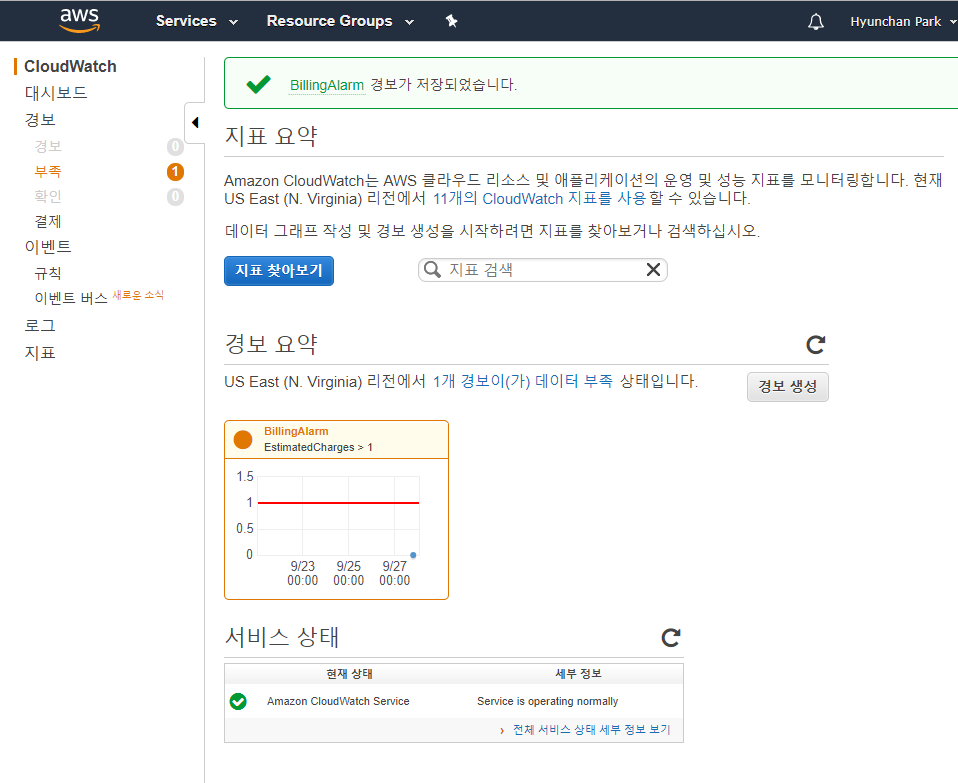 aws Services Resource Groups Hyunchan Park
CloudWatch
대시보드
경보
경보 0
부족 1
확인 0
결제
이벤트
규칙
이벤트 버스 새로운 소식
로그
지표
BillingAlarm 경보가 저장되었습니다.
지표 요약
Amazon CloudWatch는 AWS 클라우드 리소스 및 애플리케이션의 운영 및 성능 지표를 모니터링합니다. 현재
US East (N. Virginia) 리전에서 11개의 CloudWatch 지표를 사용할 수 있습니다.
데이터 그래프 작성 및 경보 생성을 시작하려면 지표를 찾아보거나 검색하십시오.
지표 찾아보기 지표 검색
경보 요약
US East (N. Virginia) 리전에서 1개 경보이(가) 데이터 부족 상태입니다. 경보 생성
BillingAlarm
EstimatedCharges > 1
1.5
1
0.5
0
9/23 9/25 9/27
00:00 00:00 00:00
서비스 상태
현재 상태 세부 정보
Amazon CloudWatch Service Service is operating normally
› 전체 서비스 상태 세부 정보 보기